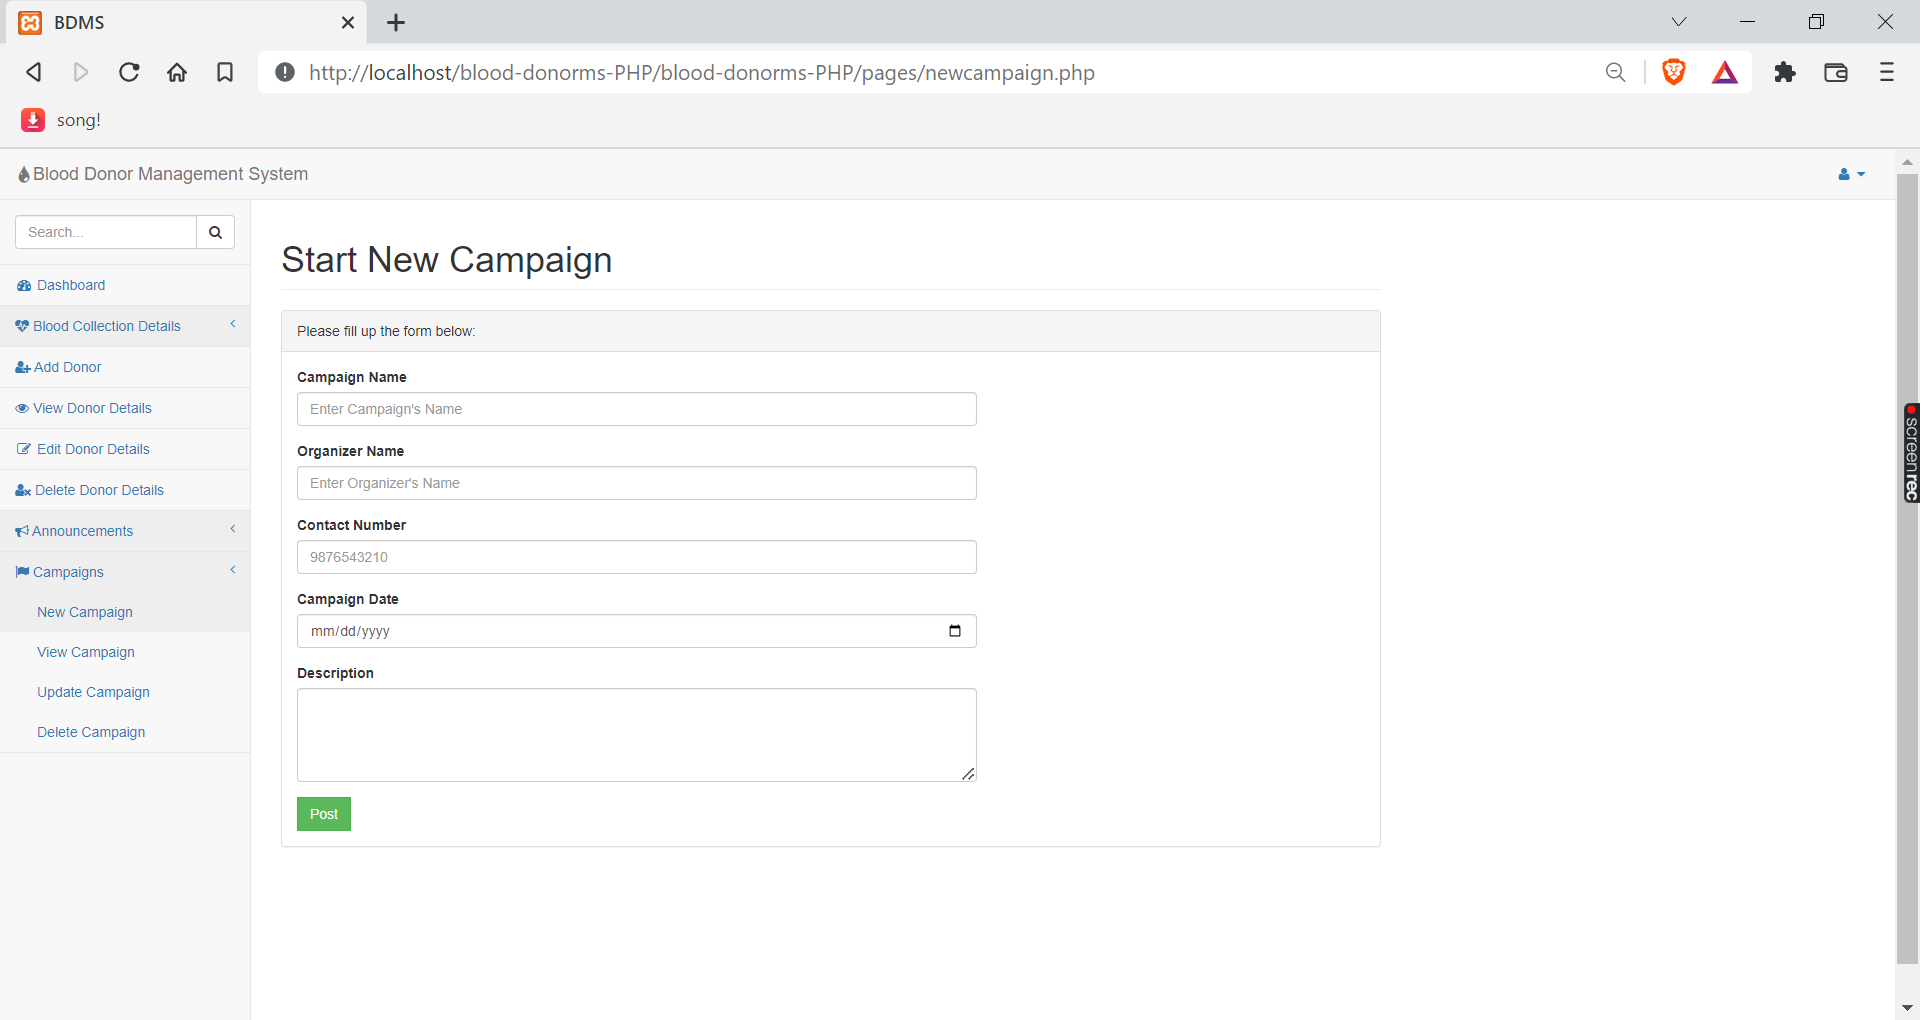 BDMS
http://localhost/blood-donorms-PHP/blood-donorms-PHP/pages/newcampaign.php
song!
Blood Donor Management System
Search...
Dashboard
Blood Collection Details
Add Donor
View Donor Details
Edit Donor Details
Delete Donor Details
Announcements
Campaigns
New Campaign
View Campaign
Update Campaign
Delete Campaign
Start New Campaign
Please fill up the form below:
Campaign Name
Enter Campaign's Name
Organizer Name
Enter Organizer's Name
Contact Number
9876543210
Campaign Date
mm/dd/yyyy
Description
Post
screenrec